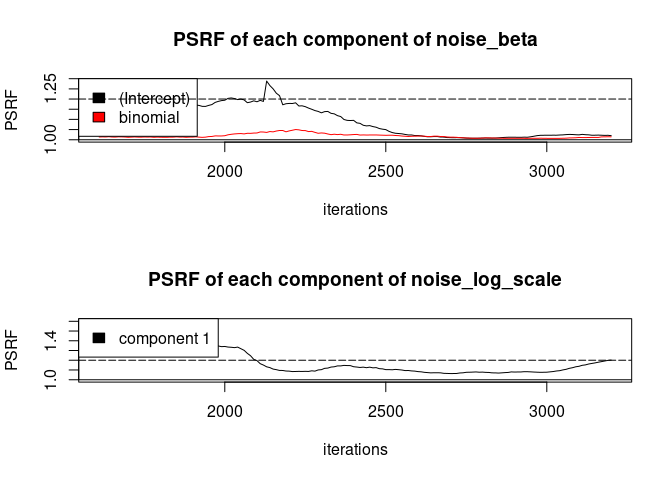 PSRF of each component of noise_beta
PSRF
1.25
1.00
(Intercept)
binomial
2000 2500 3000
iterations
PSRF of each component of noise_log_scale
PSRF
1.4
1.0
component 1
2000 2500 3000
iterations